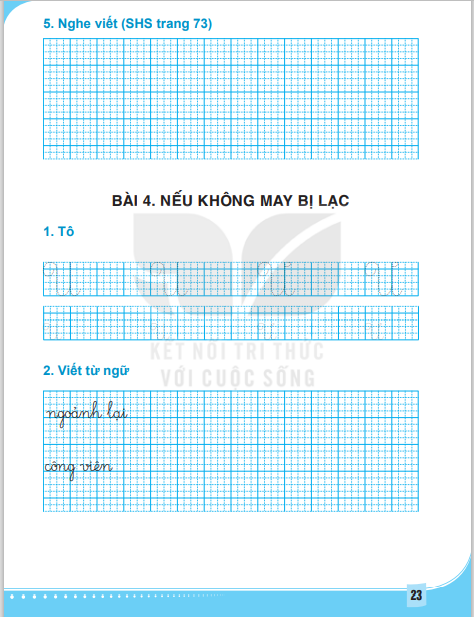 5. Nghe viết (SHS trang 73)
BÀI 4. NẾU KHÔNG MAY BỊ LẠC
1. Tô
KẾT NỐI TRI THỨC
VỚI CUỘC SỐNG
2. Viết từ ngữ
ngoảnh lại
công viên
23